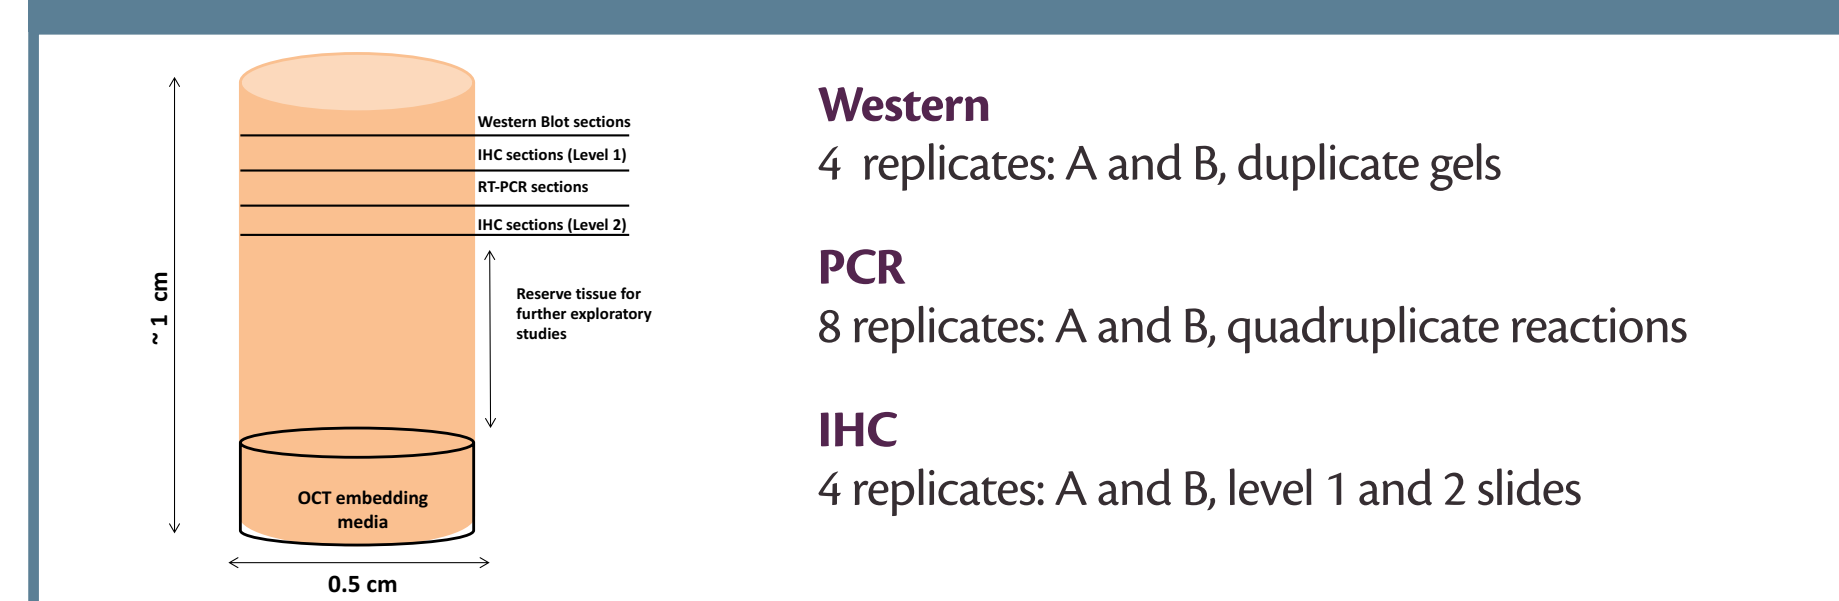 Western Blot sections
IHC sections (Level 1)
RT-PCR sections
IHC sections (Level 2)
~ 1 cm
Reserve tissue for
further exploratory
studies
OCT embedding
media
0.5 cm
Western
4 replicates: A and B, duplicate gels
PCR
8 replicates: A and B, quadruplicate reactions
IHC
4 replicates: A and B, level 1 and 2 slides